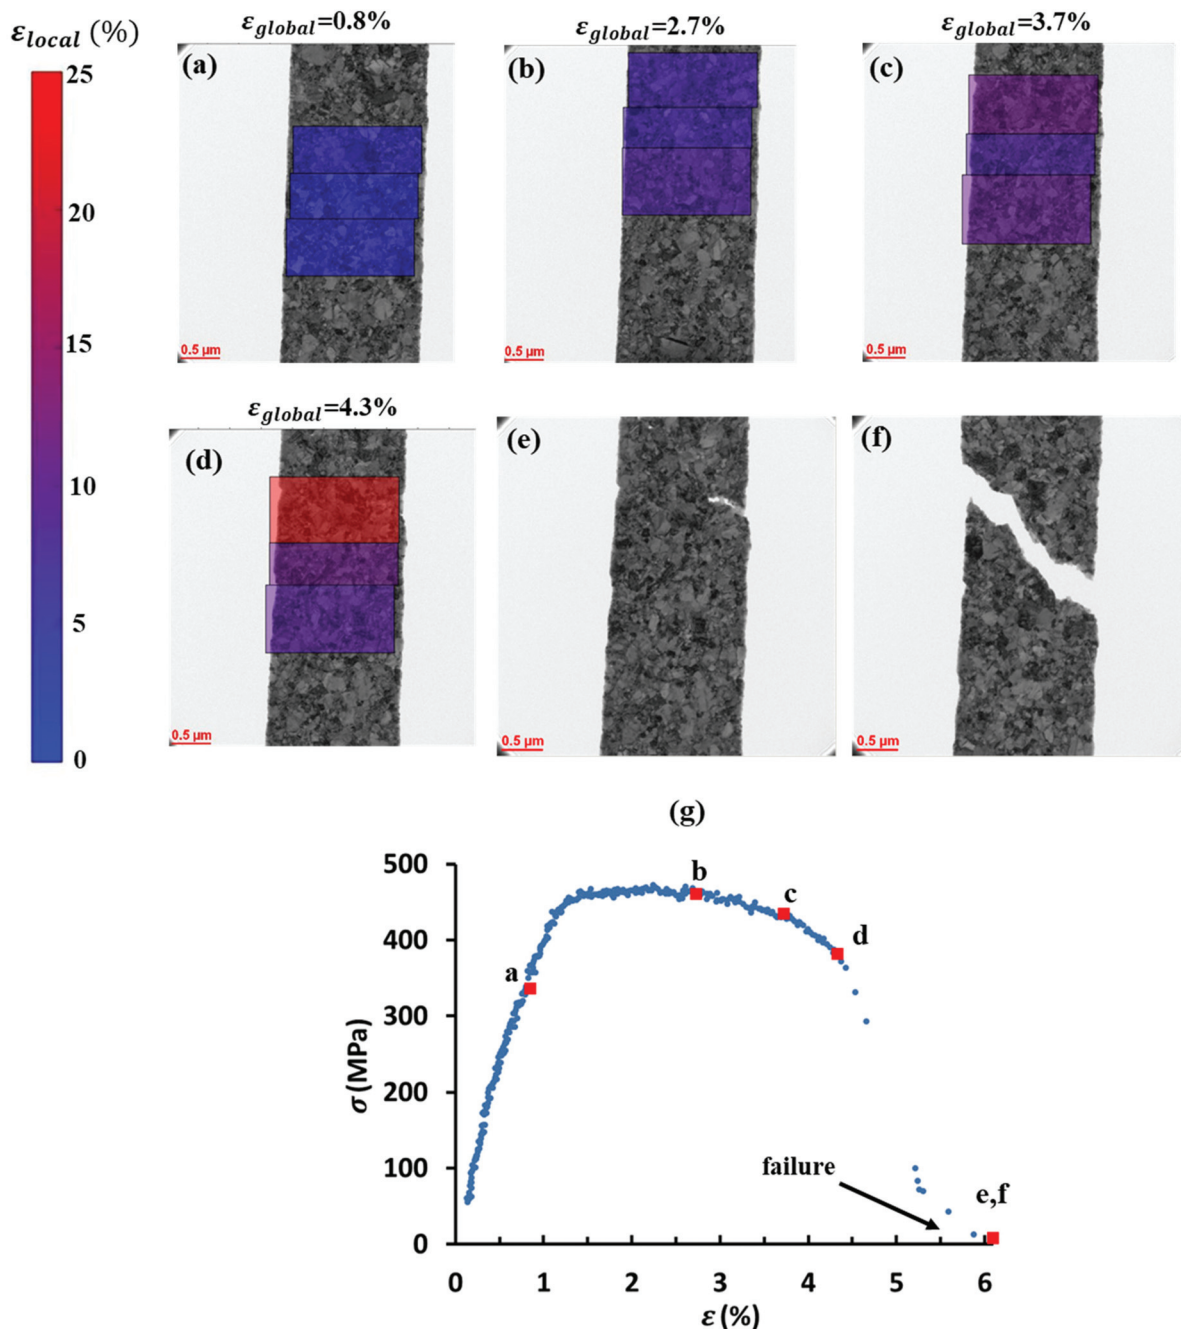 ε_local (%)
25
20
15
10
5
0
ε_global=0.8%
(a)
0.5 μm
ε_global=2.7%
(b)
0.5 μm
ε_global=3.7%
(c)
0.5 μm
ε_global=4.3%
(d)
0.5 μm
(e)
0.5 μm
(f)
0.5 μm
(g)
500
400
300
200
100
0
σ (MPa)
a
b
c
d
failure
e,f
0 1 2 3 4 5 6
ε (%)